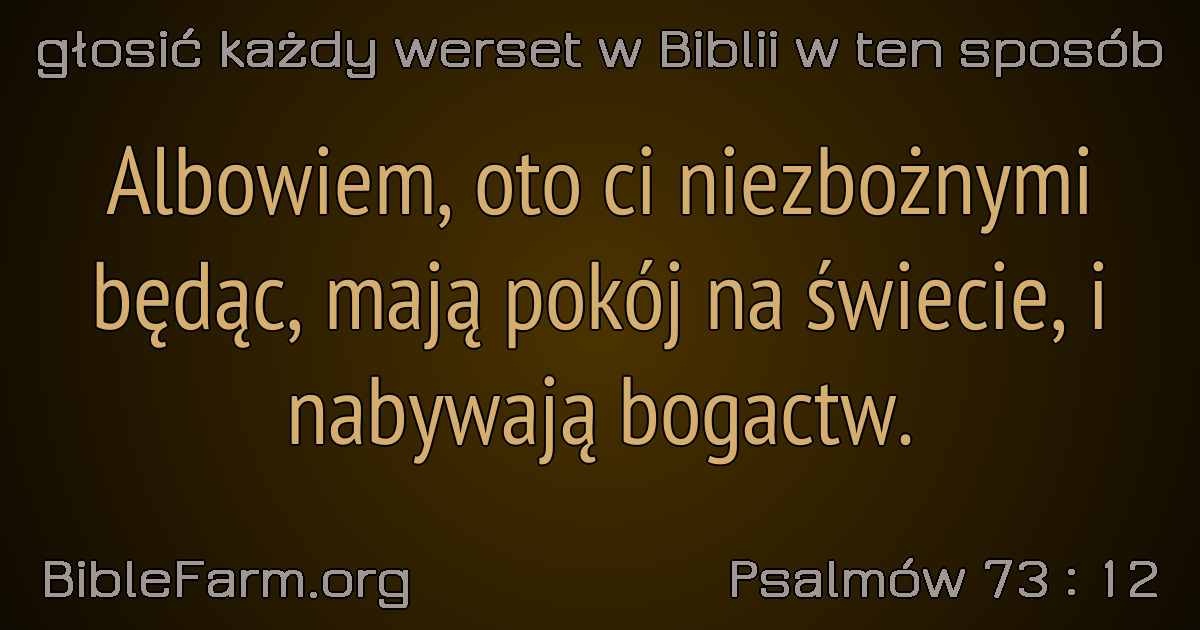 głosić każdy werset w Biblii w ten sposób
Albowiem, oto ci niezbożnymi
będąc, mają pokój na świecie, i
nabywają bogactw.
BibleFarm.org
Psalmów 73 : 12